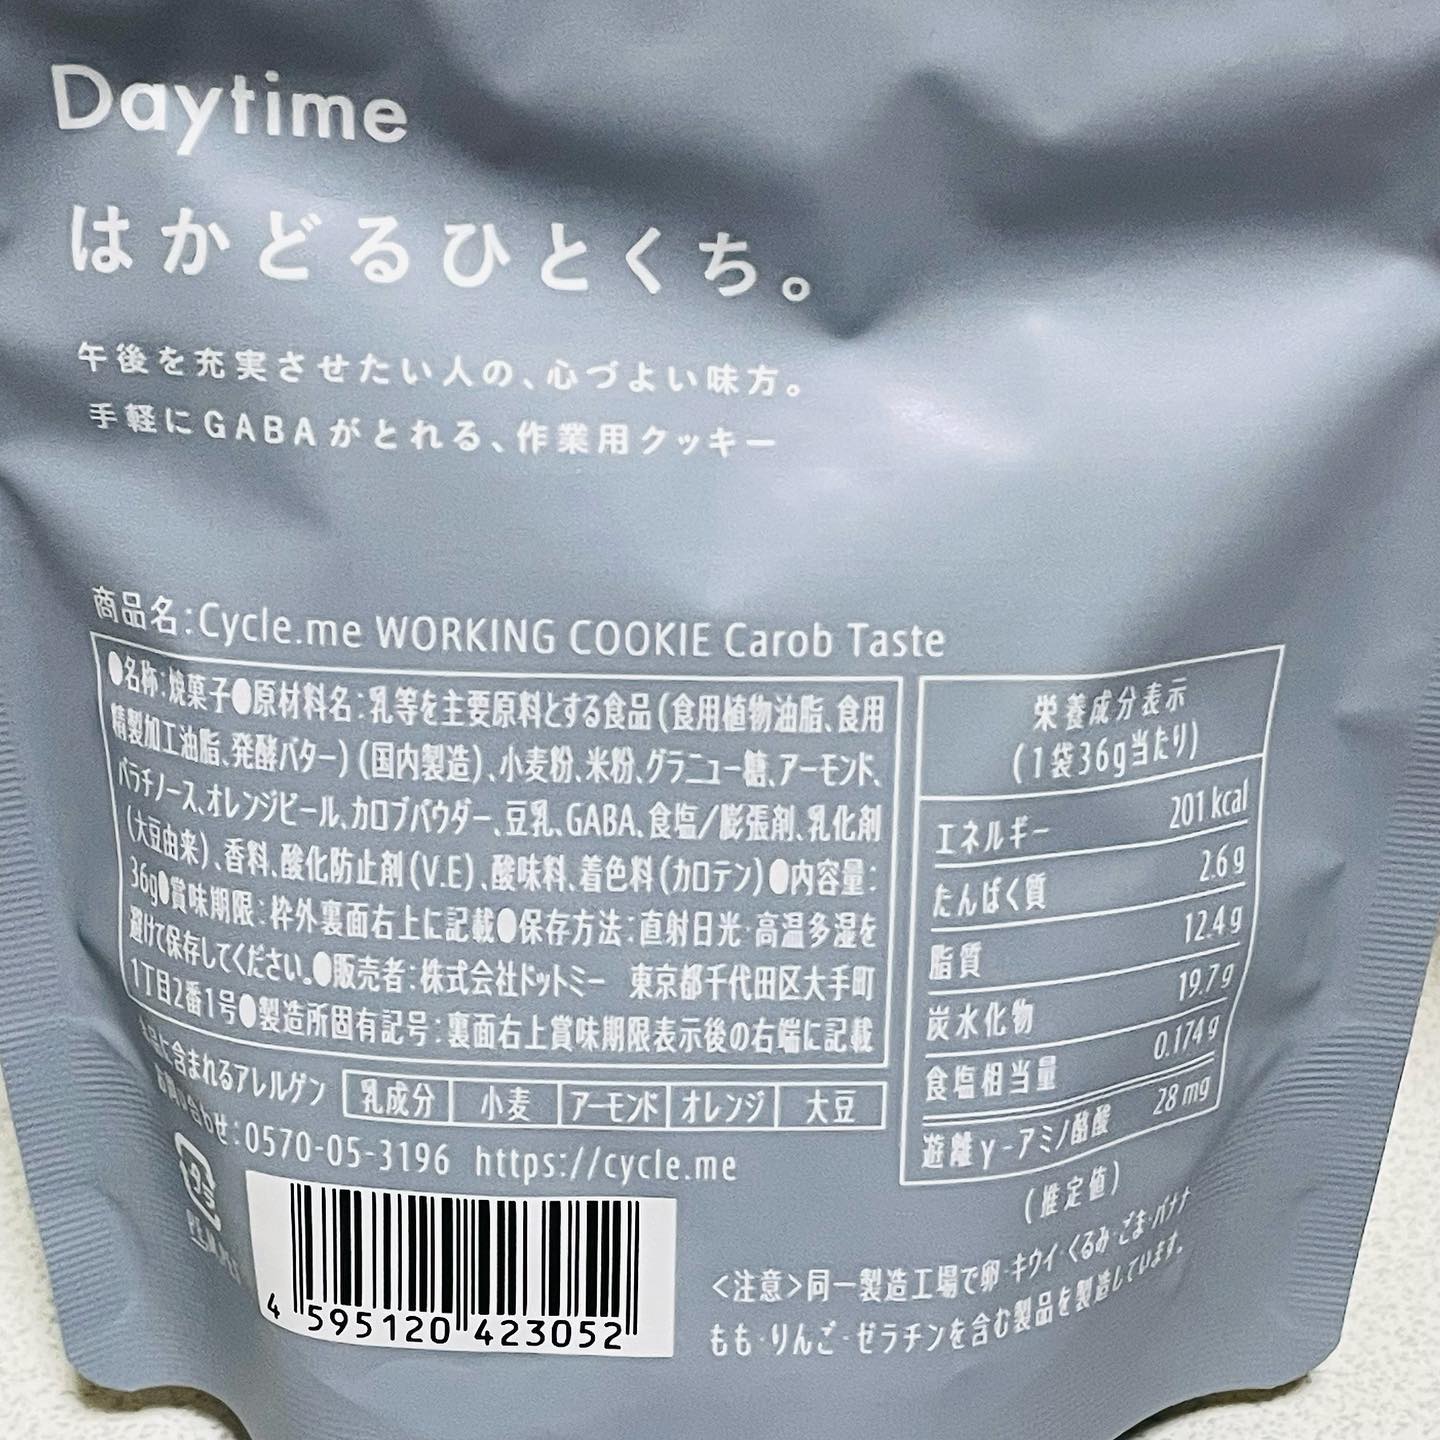 Daytime
はかどるひとくち。
午後を充実させたい人の、心づよい味方。
手軽にGABAがとれる、作業用クッキー
商品名:Cycle.me WORKING COOKIE Carob Taste
●名称:焼菓子●原材料名:乳等を主要原料とする食品(食用植物油脂、食用
精製加工油脂、発酵バター)(国内製造)、小麦粉、米粉、グラニュー糖、アーモンド、
パラチノース、オレンジピール、カロブパウダー、豆乳、GABA、食塩/膨張剤、乳化剤
(大豆由来)、香料、酸化防止剤(V.E)、酸味料、着色料(カロテン)●内容量:
36g●賞味期限:枠外裏面右上に記載●保存方法:直射日光・高温多湿を
避けて保存してください。●販売者:株式会社ドットミー 東京都千代田区大手町
1丁目2番1号●製造所固有記号:裏面右上賞味期限表示後の右端に記載
に含まれるアレルゲン 乳成分 小麦 アーモンド オレンジ 大豆
お問い合わせ:0570-05-3196 https://cycle.me
栄養成分表示
(1袋36g当たり)
エネルギー 201 kcal
たんぱく質 2.6 g
脂質 12.4 g
炭水化物 19.7 g
食塩相当量 0.174 g
遊離γ-アミノ酪酸 28 mg
(推定値)
プラ
<注意>同一製造工場で卵・キウイ・くるみ・ごま・バナナ・
もも・りんご・ゼラチンを含む製品を製造しています。
4 595120 423052